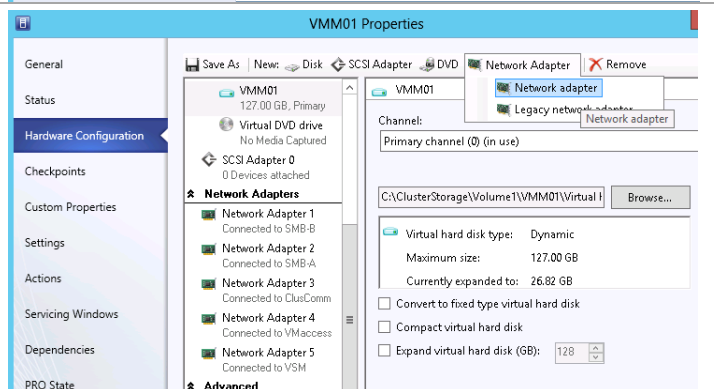 VMM01 Properties
General
Status
Hardware Configuration
Checkpoints
Custom Properties
Settings
Actions
Servicing Windows
Dependencies
PRO State
Save As New: Disk SCSI Adapter DVD Network Adapter Remove
Network adapter
Legacy network adapter
Network adapter
VMM01
127.00 GB, Primary
Virtual DVD drive
No Media Captured
SCSI Adapter 0
0 Devices attached
Network Adapters
Network Adapter 1
Connected to SMB-B
Network Adapter 2
Connected to SMB-A
Network Adapter 3
Connected to ClusComm
Network Adapter 4
Connected to VMaccess
Network Adapter 5
Connected to VSM
Advanced
VMM01
Channel:
Primary channel (0) (in use)
C:\ClusterStorage\Volume1\VMM01\Virtual Browse...
Virtual hard disk type: Dynamic
Maximum size: 127.00 GB
Currently expanded to: 26.82 GB
Convert to fixed type virtual hard disk
Compact virtual hard disk
Expand virtual hard disk (GB): 128